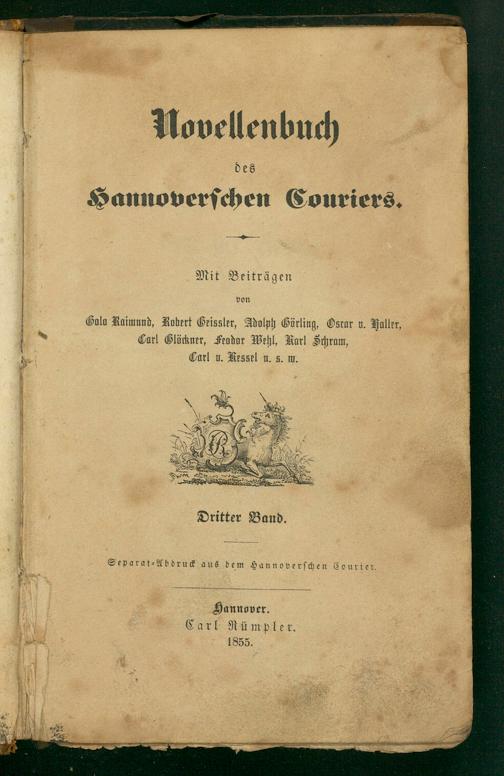 Novellenbuch
des
Hannoverschen Couriers.
Mit Beiträgen
von
Golo Raimund, Robert Geissler, Adolph Görling, Oscar v. Haller,
Carl Glöckner, Feodor Wehl, Karl Schram,
Carl v. Kessel u. s. w.
Dritter Band.
Separat-Abdruck aus dem Hannoverschen Courier.
Hannover.
Carl Rümpler.
1855.